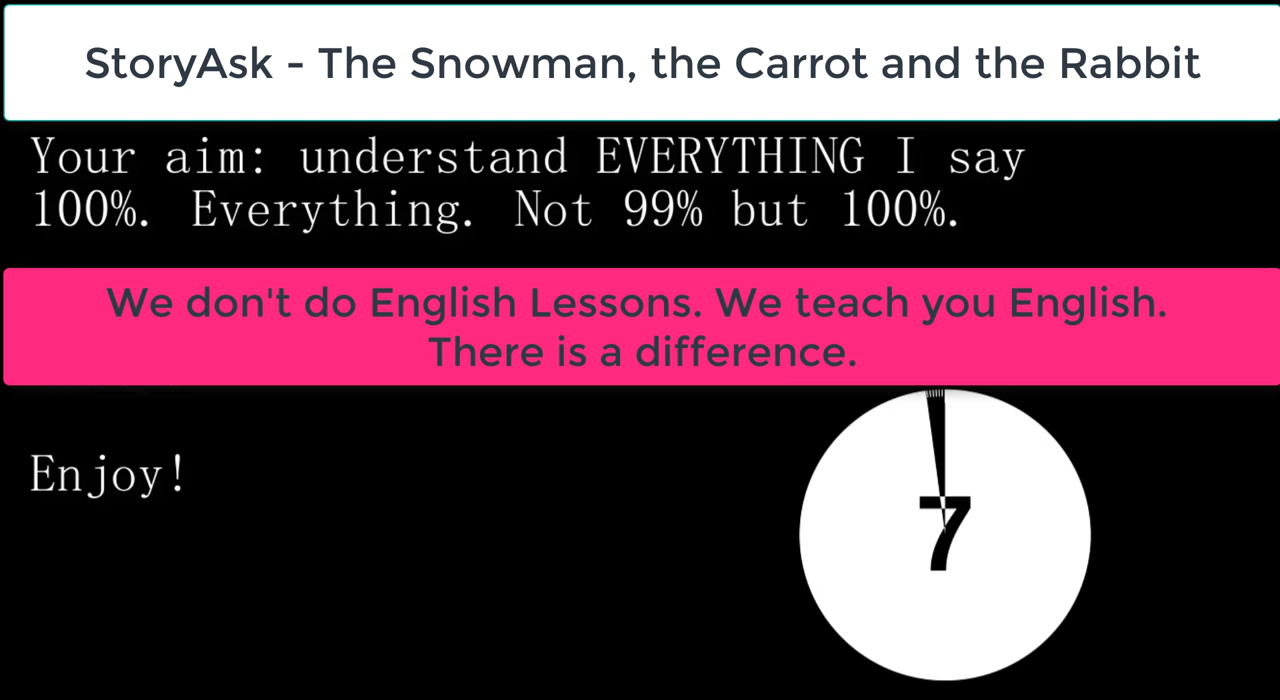 StoryAsk - The Snowman, the Carrot and the Rabbit
Your aim: understand EVERYTHING I say
100%. Everything. Not 99% but 100%.
We don't do English Lessons. We teach you English.
There is a difference.
Enjoy!
7